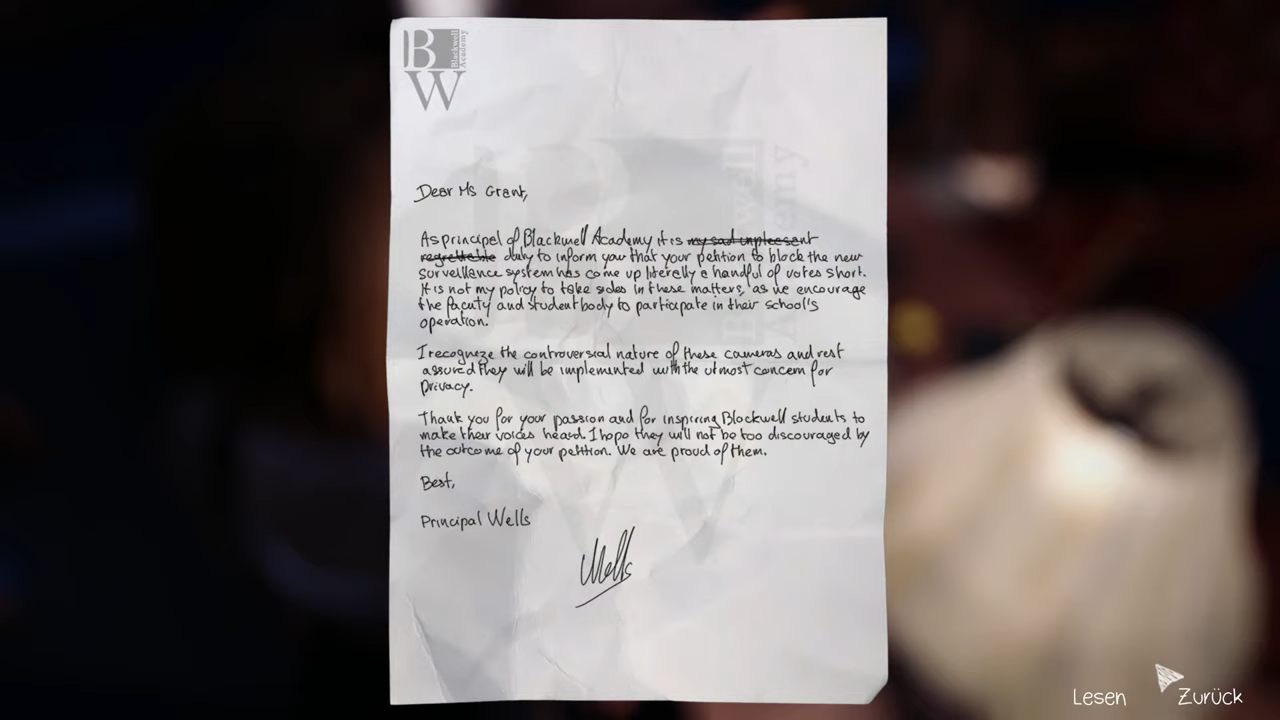 B
Blackwell
Academy
W
Dear Ms Grant,
As principal of Blackwell Academy it is my sad unpleasent
regrettable duty to inform you that your petition to block the new
surveillance system has come up literally a handful of votes short.
It is not my policy to take sides in these matters, as we encourage
the faculty and student body to participate in their school's
operation.
I recogneze the controversial nature of these cameras and rest
assured they will be implemented with the utmost concern for
privacy.
Thank you for your passion and for inspiring Blackwell students to
make their voices heard. I hope they will not be too discouraged by
the outcome of your petition. We are proud of them.
Best,
Principal Wells
Wells
Lesen
Zurück